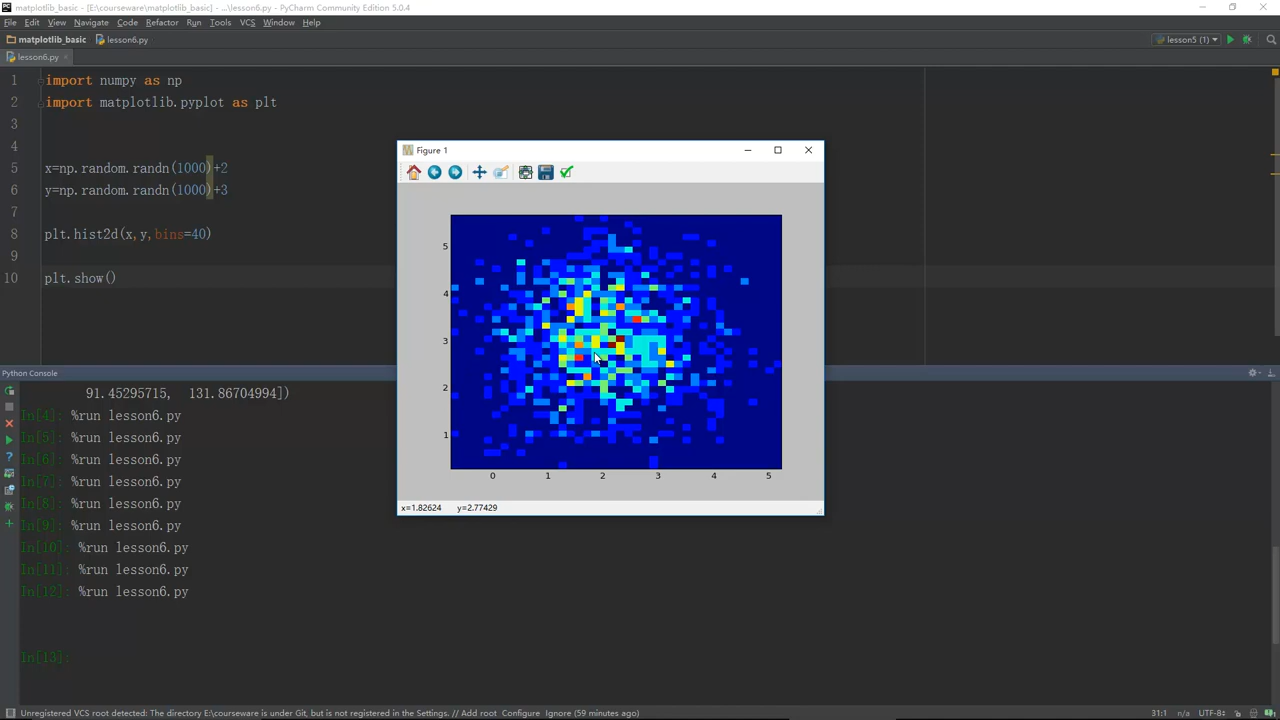 matplotlib_basic - [E:\courseware\matplotlib_basic] - ...\lesson6.py - PyCharm Community Edition 5.0.4
File Edit View Navigate Code Refactor Run Tools VCS Window Help
matplotlib_basic lesson6.py lesson5 (1)
lesson6.py
1 import numpy as np
2 import matplotlib.pyplot as plt
3
4
5 x=np.random.randn(1000)+2
6 y=np.random.randn(1000)+3
7
8 plt.hist2d(x,y,bins=40)
9
10 plt.show()
Figure 1
5
4
3
2
1
0 1 2 3 4 5
x=1.82624 y=2.77429
Python Console
91.45295715, 131.86704994])
In[4]: %run lesson6.py
In[5]: %run lesson6.py
In[6]: %run lesson6.py
In[7]: %run lesson6.py
In[8]: %run lesson6.py
In[9]: %run lesson6.py
In[10]: %run lesson6.py
In[11]: %run lesson6.py
In[12]: %run lesson6.py
In[13]:
Unregistered VCS root detected: The directory E:\courseware is under Git, but is not registered in the Settings. // Add root Configure Ignore (59 minutes ago) 31:1 n/a UTF-8